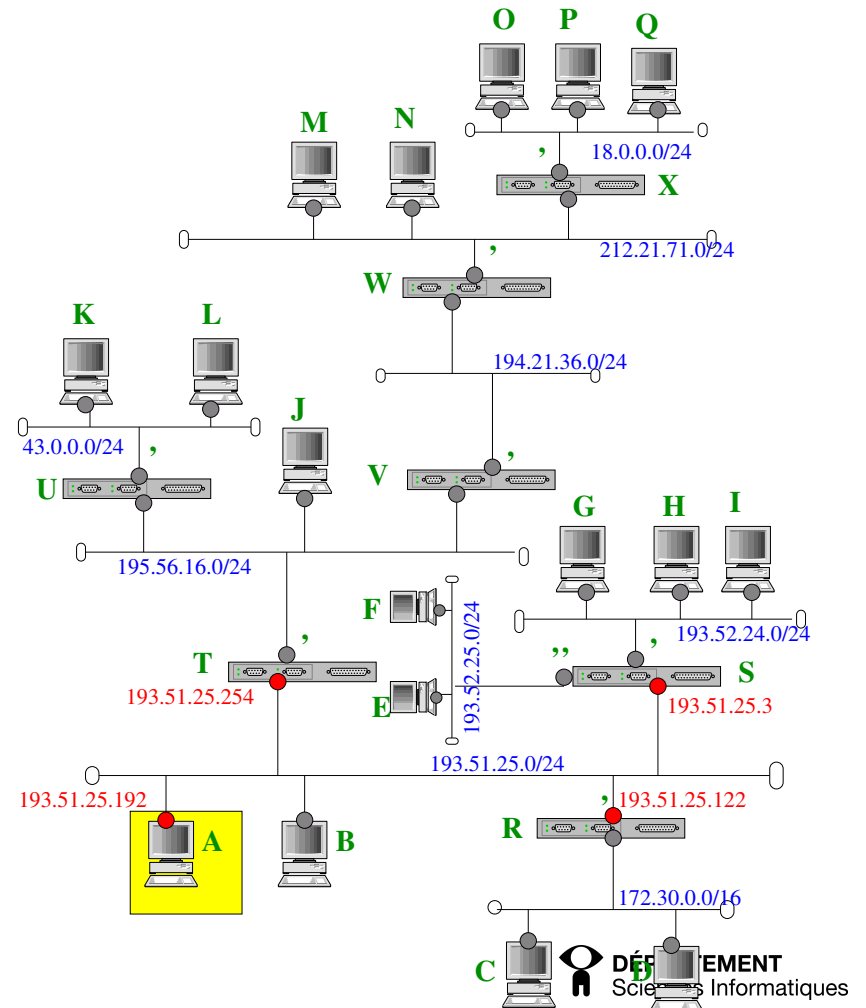 O P Q
M N
,
18.0.0.0/24
X
,
212.21.71.0/24
W
K L
194.21.36.0/24
J
43.0.0.0/24
,
U
V
,
G H I
195.56.16.0/24
F
193.52.25.0/24
E
193.52.24.0/24
T
,
,,
,
S
193.51.25.254
193.51.25.3
193.51.25.0/24
193.51.25.192
,
193.51.25.122
A
B
R
172.30.0.0/16
C
D
DÉPARTEMENT
Sciences Informatiques